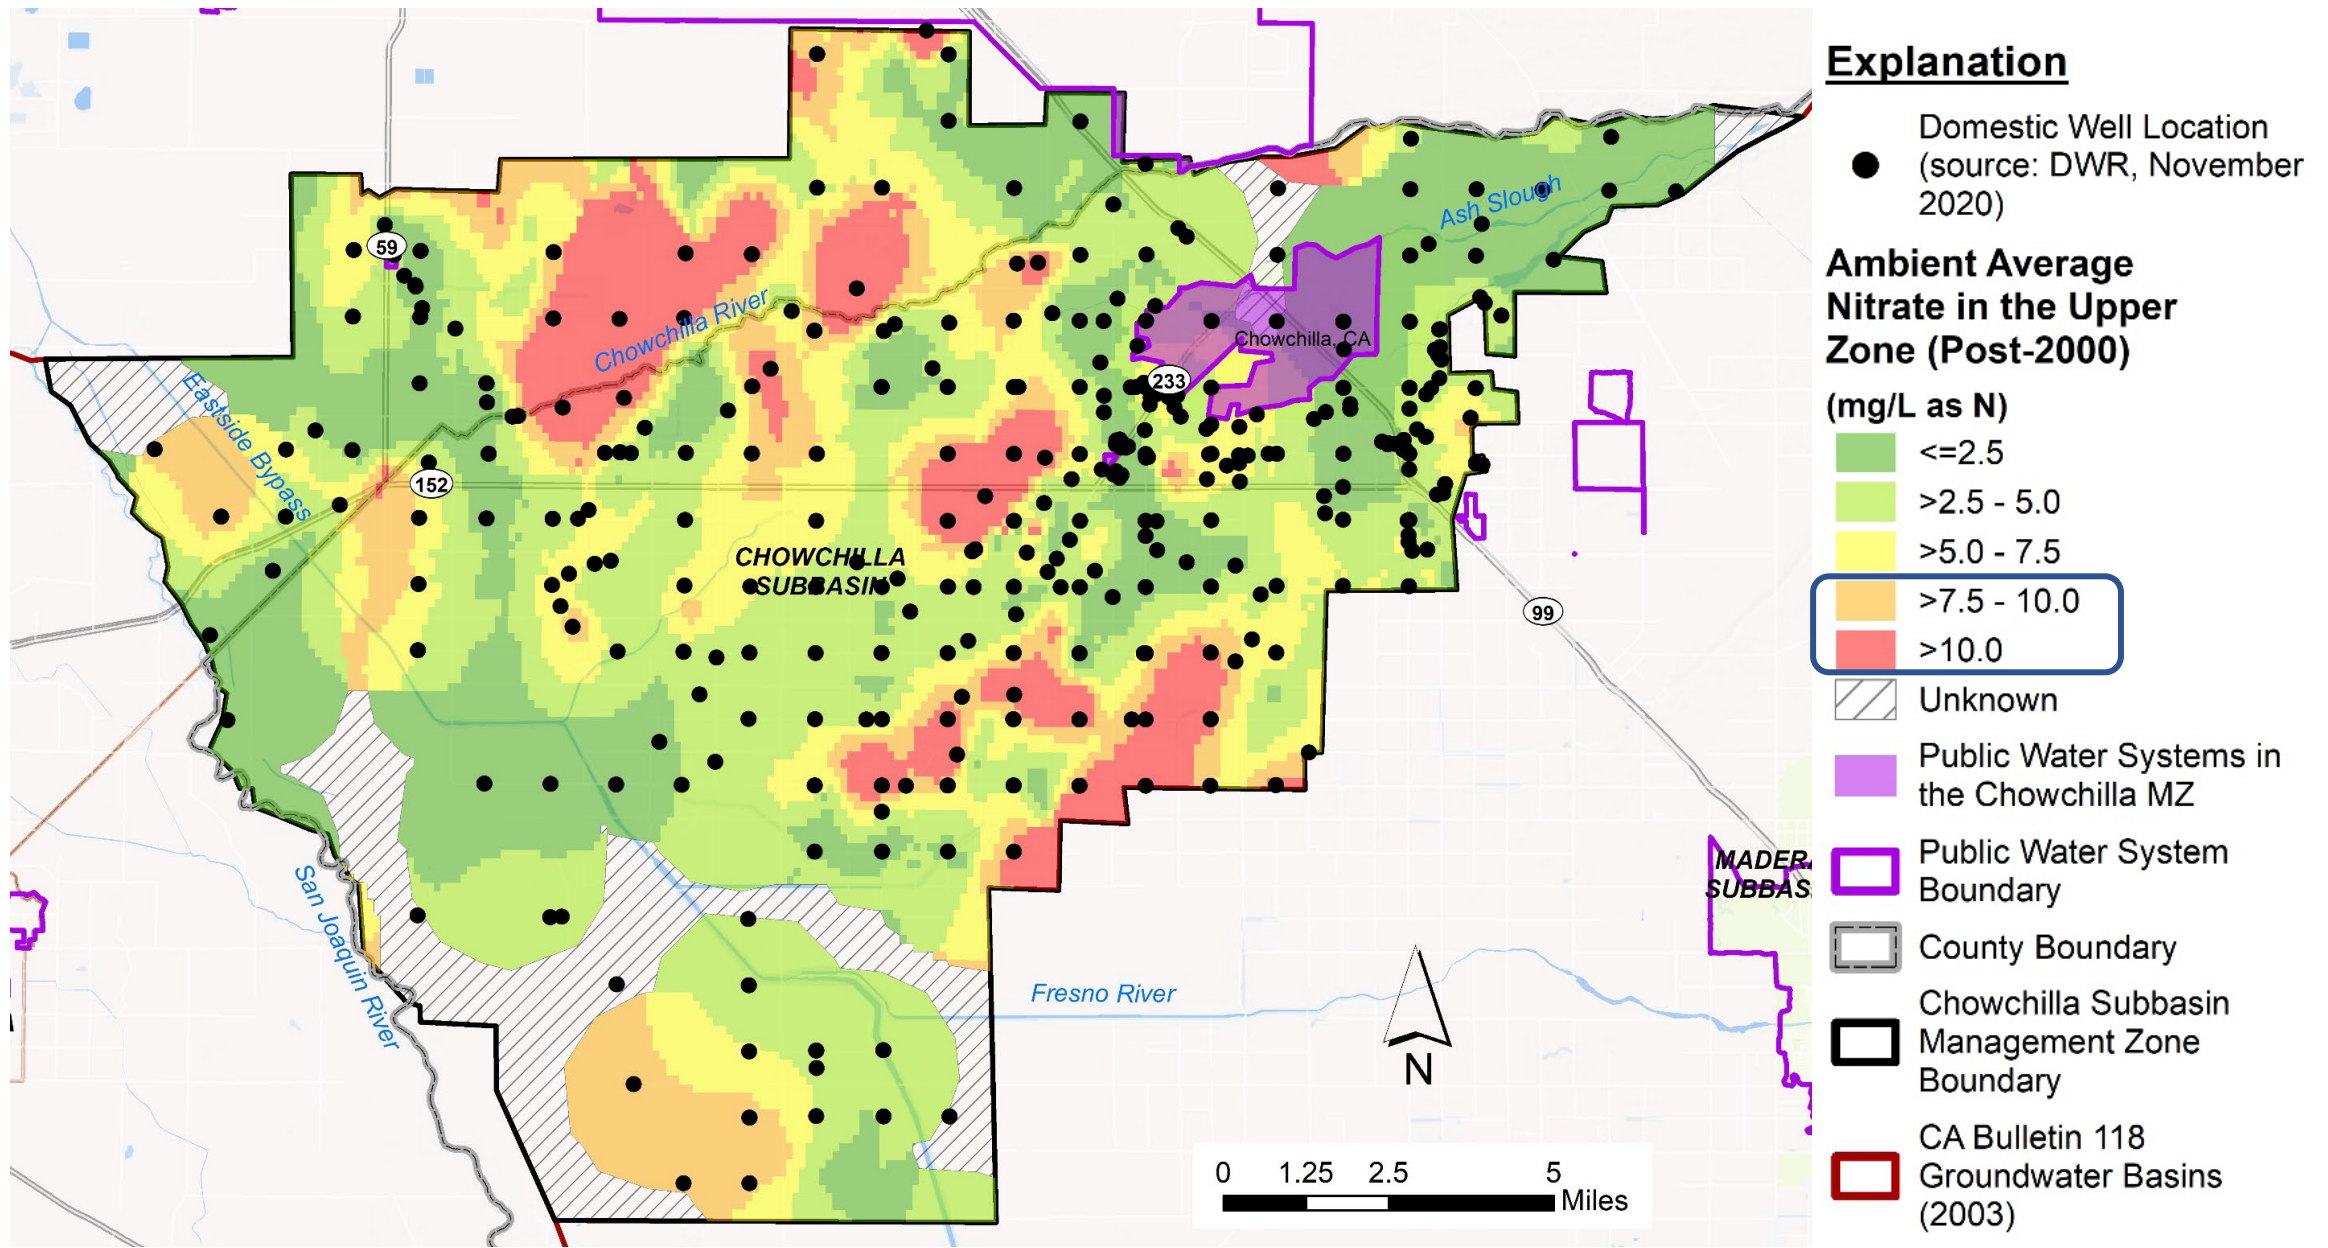 59
Chowchilla River
Ash Slough
Chowchilla, CA
233
Eastside Bypass
152
CHOWCHILLA
SUBBASIN
99
San Joaquin River
Fresno River
MADERA
SUBBAS
N
0 1.25 2.5 5
Miles
Explanation
Domestic Well Location
(source: DWR, November
2020)
Ambient Average
Nitrate in the Upper
Zone (Post-2000)
(mg/L as N)
<=2.5
>2.5 - 5.0
>5.0 - 7.5
>7.5 - 10.0
>10.0
Unknown
Public Water Systems in
the Chowchilla MZ
Public Water System
Boundary
County Boundary
Chowchilla Subbasin
Management Zone
Boundary
CA Bulletin 118
Groundwater Basins
(2003)